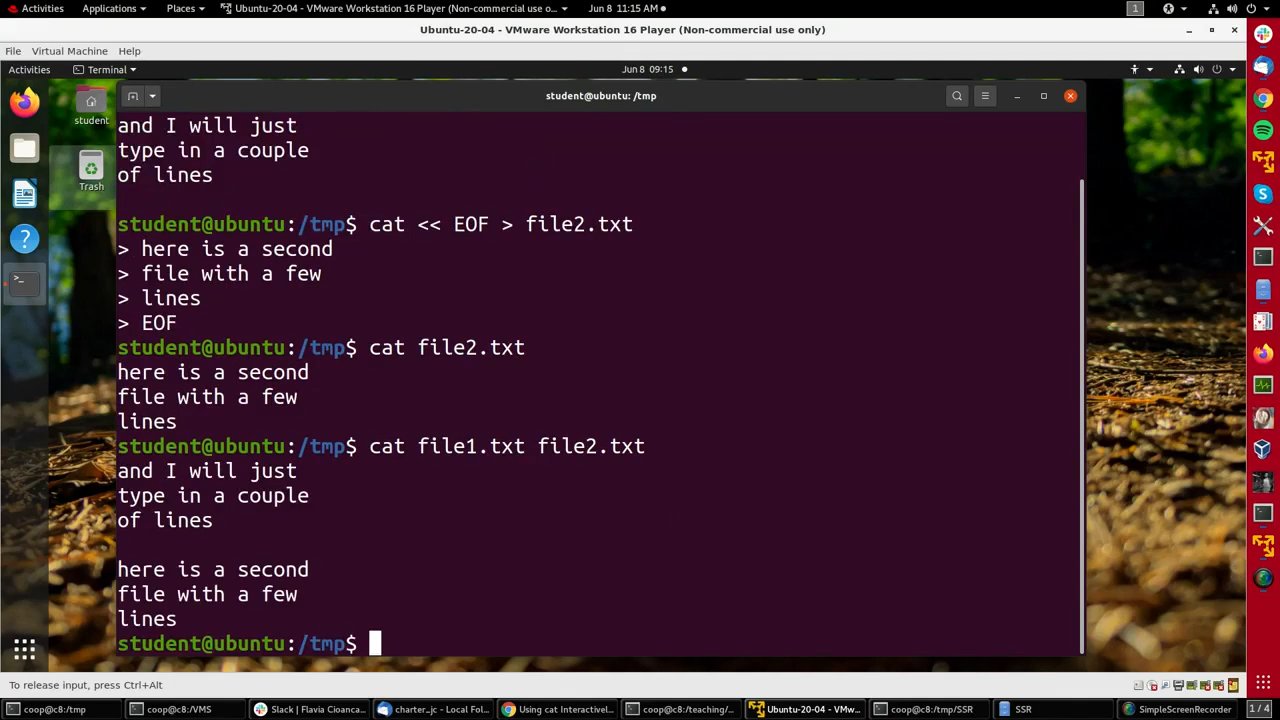 Activities
Applications
Places
Ubuntu-20-04 - VMware Workstation 16 Player (Non-commercial use o...
Jun 8 11:15 AM
1
Ubuntu-20-04 - VMware Workstation 16 Player (Non-commercial use only)
File Virtual Machine Help
Activities
Terminal
Jun 8 09:15
student@ubuntu: /tmp
student
Trash
and I will just
type in a couple
of lines
student@ubuntu:/tmp$ cat << EOF > file2.txt
> here is a second
> file with a few
> lines
> EOF
student@ubuntu:/tmp$ cat file2.txt
here is a second
file with a few
lines
student@ubuntu:/tmp$ cat file1.txt file2.txt
and I will just
type in a couple
of lines
here is a second
file with a few
lines
student@ubuntu:/tmp$
To release input, press Ctrl+Alt
coop@c8:/tmp
coop@c8:/VMS
Slack | Flavia Cioanca...
charter_jc - Local Fol...
Using cat Interactivel...
coop@c8:/teaching/...
Ubuntu-20-04 - VMw...
coop@c8:/tmp/SSR
SSR
SimpleScreenRecorder
1 / 4